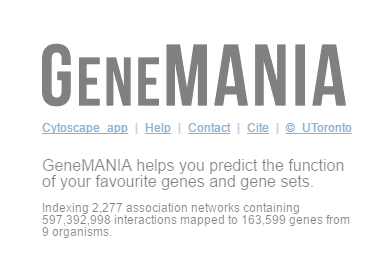 GENEMANIA
Cytoscape app | Help | Contact | Cite | © UToronto
GeneMANIA helps you predict the function
of your favourite genes and gene sets.
Indexing 2,277 association networks containing
597,392,998 interactions mapped to 163,599 genes from
9 organisms.